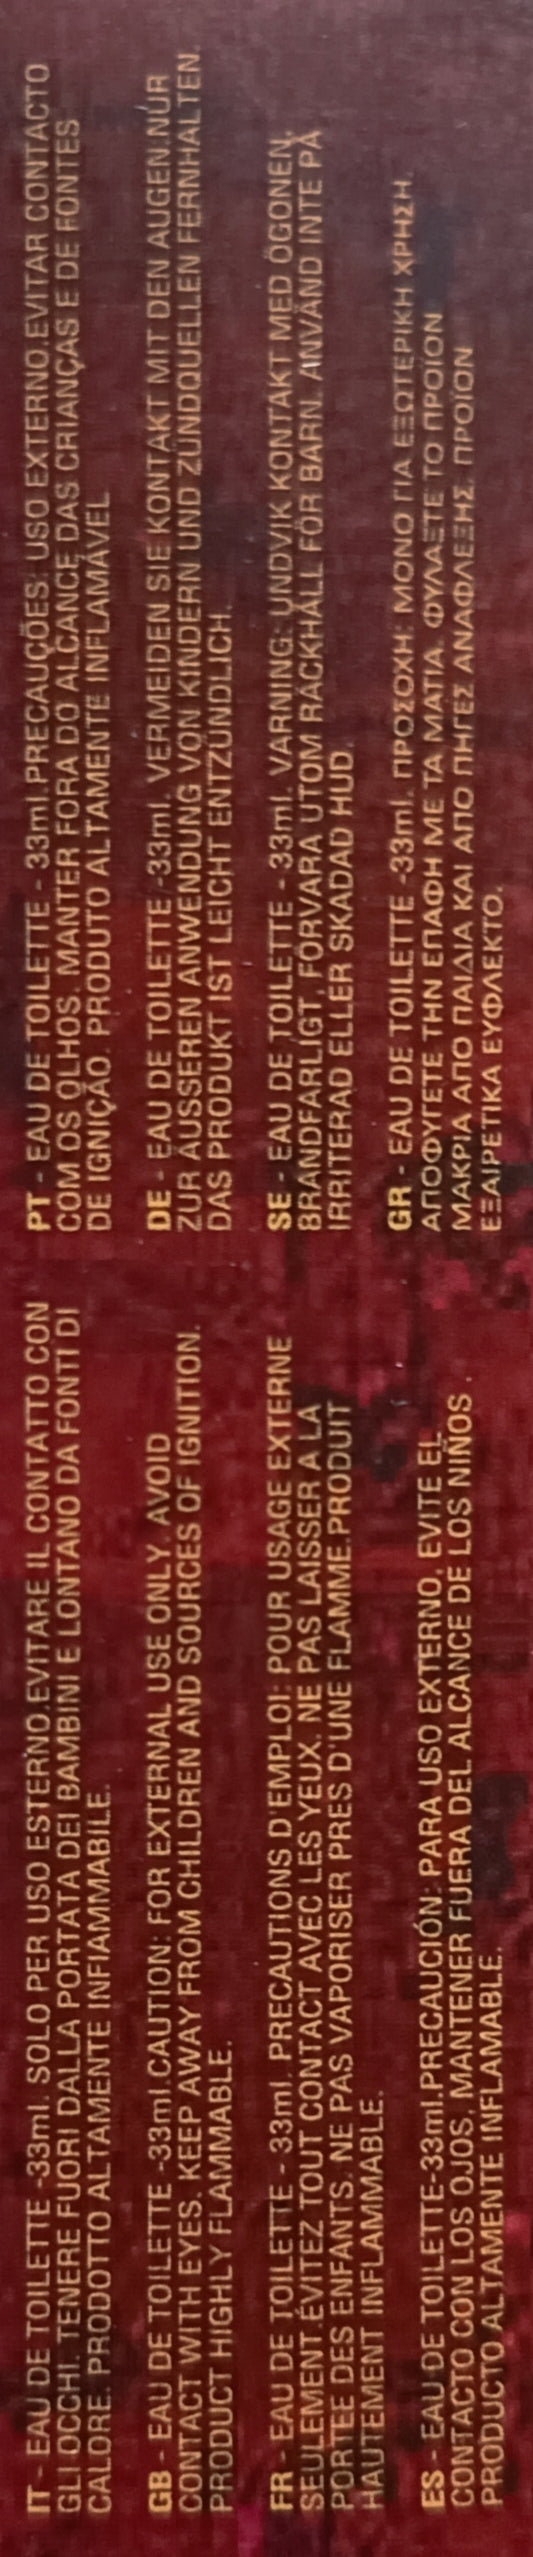 IT - EAU DE TOILETTE -33ml. SOLO PER USO ESTERNO.EVITARE IL CONTATTO CON
GLI OCCHI. TENERE FUORI DALLA PORTATA DEI BAMBINI E LONTANO DA FONTI DI
CALORE. PRODOTTO ALTAMENTE INFIAMMABILE.
GB - EAU DE TOILETTE -33ml.CAUTION: FOR EXTERNAL USE ONLY. AVOID
CONTACT WITH EYES. KEEP AWAY FROM CHILDREN AND SOURCES OF IGNITION.
PRODUCT HIGHLY FLAMMABLE.
FR - EAU DE TOILETTE - 33ml. PRECAUTIONS D'EMPLOI: POUR USAGE EXTERNE
SEULEMENT.ÉVITEZ TOUT CONTACT AVEC LES YEUX. NE PAS LAISSER A LA
PORTEE DES ENFANTS. NE PAS VAPORISER PRES D'UNE FLAMME.PRODUIT
HAUTEMENT INFLAMMABLE.
ES - EAU DE TOILETTE-33ml.PRECAUCIÓN: PARA USO EXTERNO. EVITE EL
CONTACTO CON LOS OJOS. MANTENER FUERA DEL ALCANCE DE LOS NIÑOS .
PRODUCTO ALTAMENTE INFLAMABLE.
PT - EAU DE TOILETTE - 33ml.PRECAUÇÕES: USO EXTERNO.EVITAR CONTACTO
COM OS OLHOS. MANTER FORA DO ALCANCE DAS CRIANÇAS E DE FONTES
DE IGNIÇÃO. PRODUTO ALTAMENTE INFLAMÁVEL
DE - EAU DE TOILETTE -33ml. VERMEIDEN SIE KONTAKT MIT DEN AUGEN.NUR
ZUR ÄUSSEREN ANWENDUNG VON KINDERN UND ZÜNDQUELLEN FERNHALTEN.
DAS PRODUKT IST LEICHT ENTZÜNDLICH.
SE - EAU DE TOILETTE - 33ml. VARNING: UNDVIK KONTAKT MED ÖGONEN.
BRANDFARLIGT, FÖRVARA UTOM RÄCKHÅLL FÖR BARN. ANVÄND INTE PÅ
IRRITERAD ELLER SKADAD HUD.
GR - EAU DE TOILETTE -33ml. ΠΡΟΣΟΧΗ: ΜΟΝΟ ΓΙΑ ΕΞΩΤΕΡΙΚΗ ΧΡΗΣΗ.
ΑΠΟΦΥΓΕΤΕ ΤΗΝ ΕΠΑΦΗ ΜΕ ΤΑ ΜΑΤΙΑ. ΦΥΛΑΞΤΕ ΤΟ ΠΡΟΪΟΝ
ΜΑΚΡΙΑ ΑΠΟ ΠΑΙΔΙΑ ΚΑΙ ΑΠΟ ΠΗΓΕΣ ΑΝΑΦΛΕΞΗΣ. ΠΡΟΪΟΝ
ΕΞΑΙΡΕΤΙΚΑ ΕΥΦΛΕΚΤΟ.